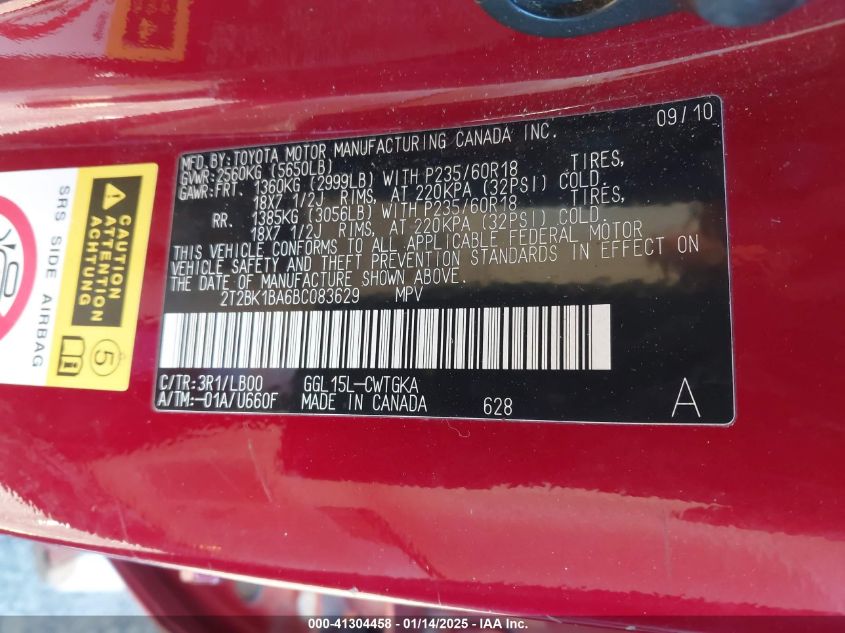 09/10
MFD.BY:TOYOTA MOTOR MANUFACTURING CANADA INC.
GVWR:2560KG (5650LB)
GAWR:FRT. 1360KG (2999LB) WITH P235/60R18 TIRES,
18X7 1/2J RIMS, AT 220KPA (32PSI) COLD.
RR. 1385KG (3056LB) WITH P235/60R18 TIRES,
18X7 1/2J RIMS, AT 220KPA (32PSI) COLD.
THIS VEHICLE CONFORMS TO ALL APPLICABLE FEDERAL MOTOR
VEHICLE SAFETY AND THEFT PREVENTION STANDARDS IN EFFECT ON
THE DATE OF MANUFACTURE SHOWN ABOVE.
2T2BK1BA6BC083629 MPV
C/TR:3R1/LB00 GGL15L-CWTGKA
A/TM:-01A/U660F MADE IN CANADA 628 A
CAUTION
ATTENTION
ACHTUNG
5
SRS SIDE AIRBAG
000-41304458 - 01/14/2025 - IAA Inc.